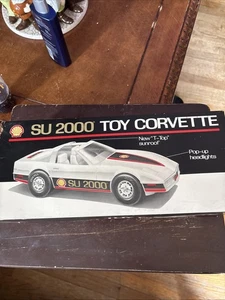 SU 2000 TOY CORVETTE
New "T-Top"
sunroof
Pop-up
headlights
SU 2000